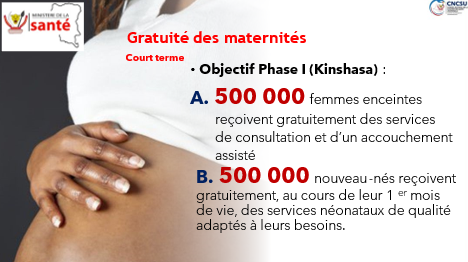 MINISTERE DE LA
santé
CNCSU
Gratuité des maternités
Court terme
• Objectif Phase I (Kinshasa) :
A. 500 000 femmes enceintes
reçoivent gratuitement des services
de consultation et d’un accouchement
assisté
B. 500 000 nouveau-nés reçoivent
gratuitement, au cours de leur 1 er mois
de vie, des services néonataux de qualité
adaptés à leurs besoins.